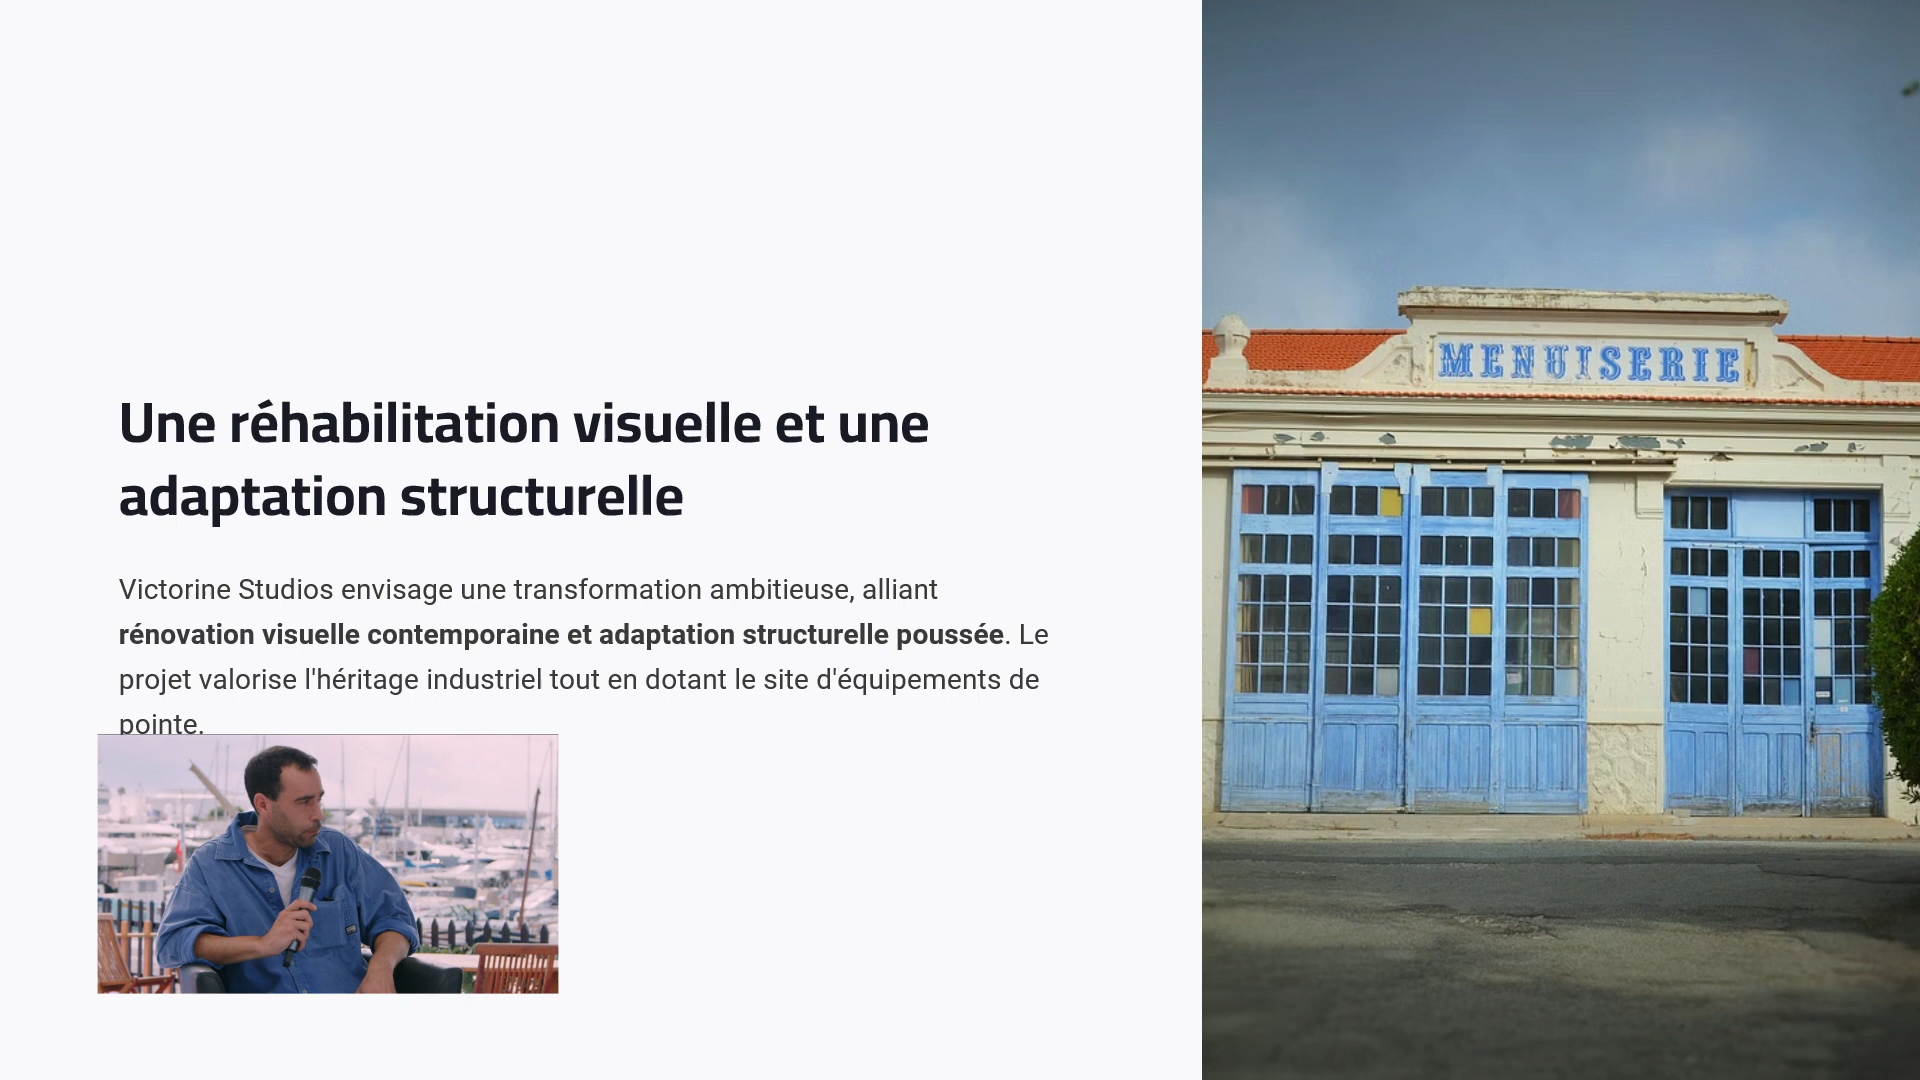 Une réhabilitation visuelle et une
adaptation structurelle
Victorine Studios envisage une transformation ambitieuse, alliant
rénovation visuelle contemporaine et adaptation structurelle poussée. Le
projet valorise l'héritage industriel tout en dotant le site d'équipements de
pointe.
MENUISERIE